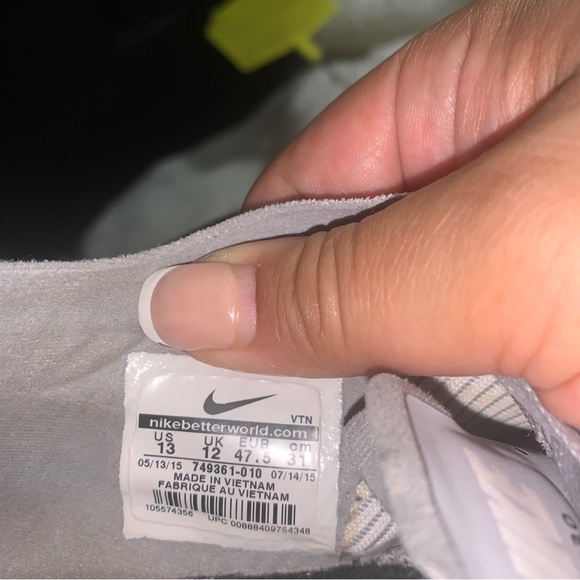 VTN
nikebetterworld.com
US UK EUR cm
13 12 47.5 31
05/13/15 749361-010 07/14/15
MADE IN VIETNAM
FABRIQUE AU VIETNAM
105574356 UPC 00888409754348